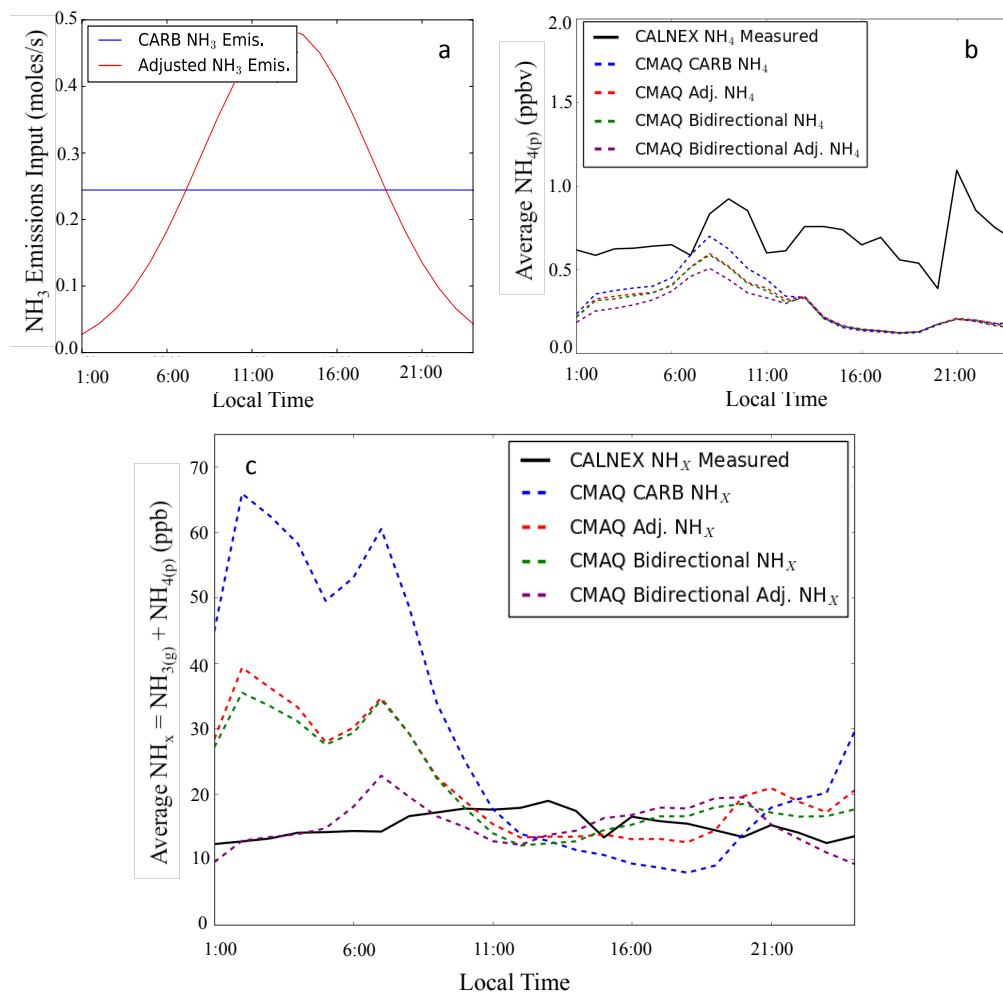 a
CARB NH₃ Emis.
Adjusted NH₃ Emis.
NH₃ Emissions Input (moles/s)
0.5
0.4
0.3
0.2
0.1
0.0
1:00 6:00 11:00 16:00 21:00
Local Time
b
CALNEX NH₄ Measured
CMAQ CARB NH₄
CMAQ Adj. NH₄
CMAQ Bidirectional NH₄
CMAQ Bidirectional Adj. NH₄
Average NH₄₍ₚ₎ (ppbv)
2.0
1.5
1.0
0.5
0.0
1:00 6:00 11:00 16:00 21:00
Local Time
c
CALNEX NH_X Measured
CMAQ CARB NH_X
CMAQ Adj. NH_X
CMAQ Bidirectional NH_X
CMAQ Bidirectional Adj. NH_X
Average NHₓ = NH₃₍g₎ + NH₄₍ₚ₎ (ppb)
70
60
50
40
30
20
10
0
1:00 6:00 11:00 16:00 21:00
Local Time